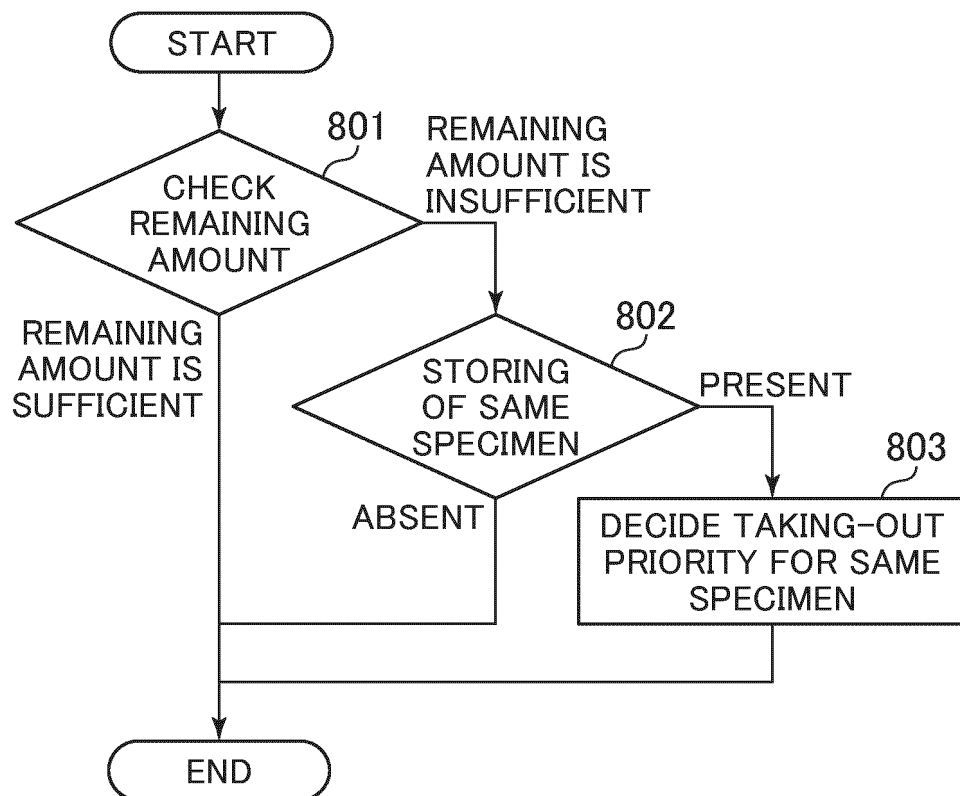 START
801
CHECK
REMAINING
AMOUNT
REMAINING
AMOUNT IS
INSUFFICIENT
REMAINING
AMOUNT IS
SUFFICIENT
802
STORING
OF SAME
SPECIMEN
PRESENT
ABSENT
803
DECIDE TAKING-OUT
PRIORITY FOR SAME
SPECIMEN
END